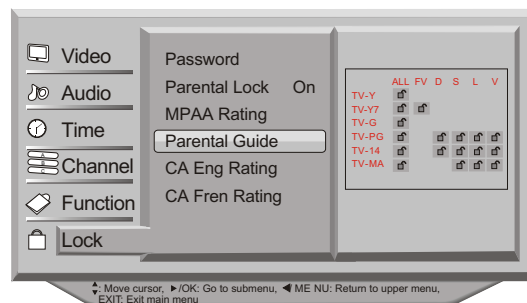 Video
Audio
Time
Channel
Function
Lock
Password
Parental Lock On
MPAA Rating
Parental Guide
CA Eng Rating
CA Fren Rating
ALL FV D S L V
TV-Y
TV-Y7
TV-G
TV-PG
TV-14
TV-MA
: Move cursor, ►/OK: Go to submenu, ◄/ ME NU: Return to upper menu,
EXIT: Exit main menu